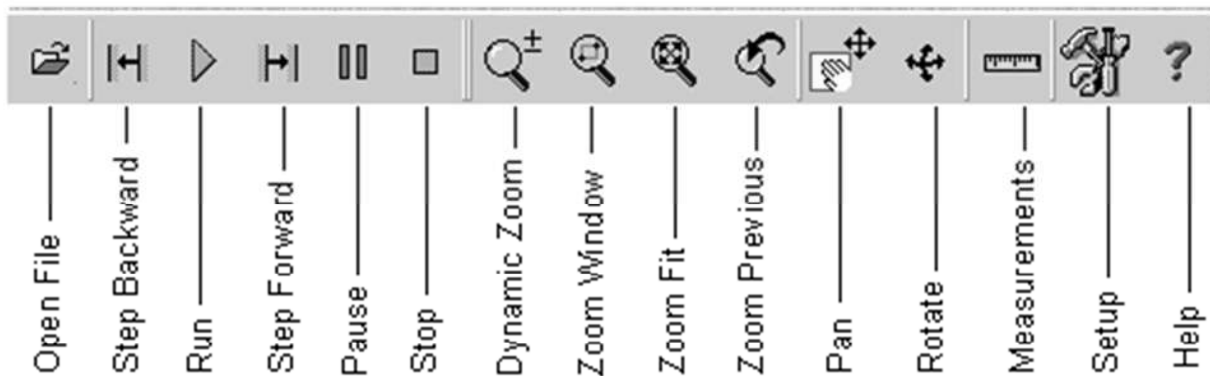 Open File
Step Backward
Run
Step Forward
Pause
Stop
Dynamic Zoom
Zoom Window
Zoom Fit
Zoom Previous
Pan
Rotate
Measurements
Setup
Help